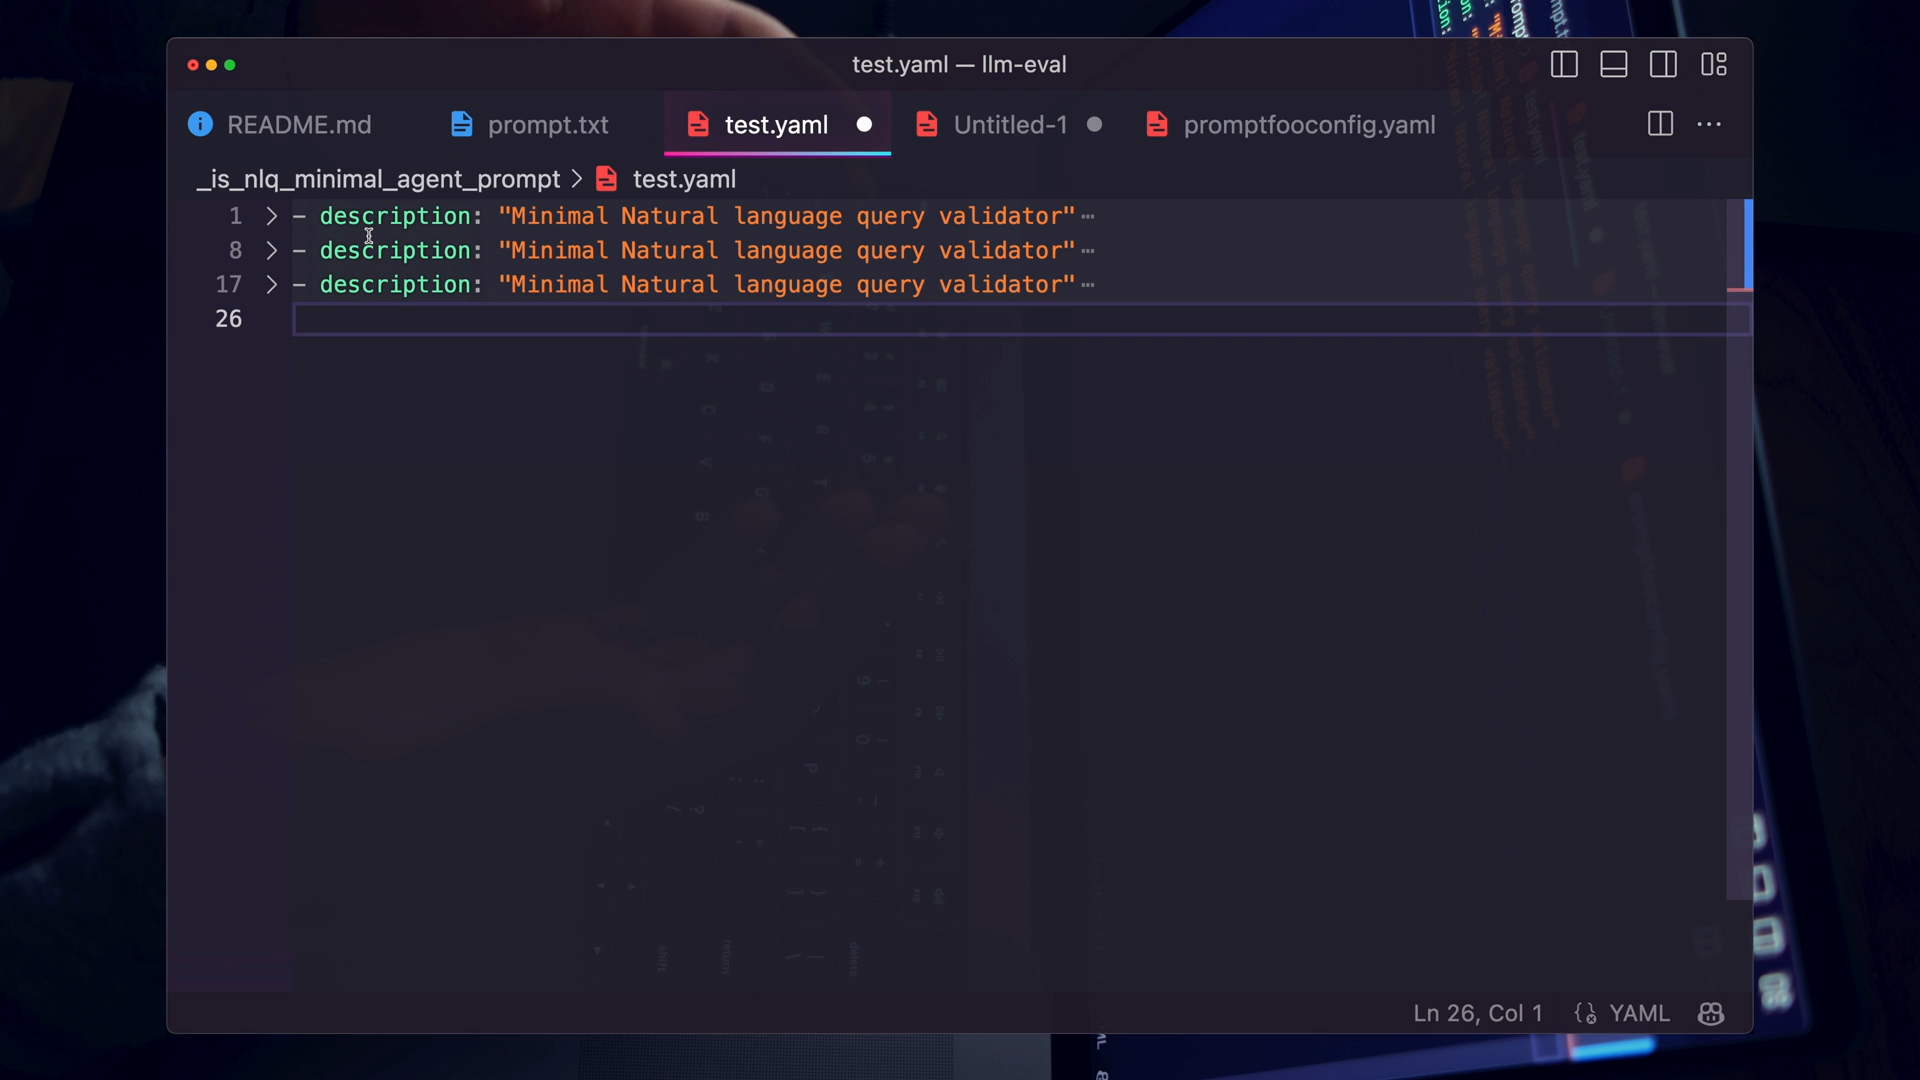 test.yaml — llm-eval
README.md prompt.txt test.yaml Untitled-1 promptfooconfig.yaml
_is_nlq_minimal_agent_prompt > test.yaml
1 > - description: "Minimal Natural language query validator"…
8 > - description: "Minimal Natural language query validator"…
17 > - description: "Minimal Natural language query validator"…
26
Ln 26, Col 1 YAML